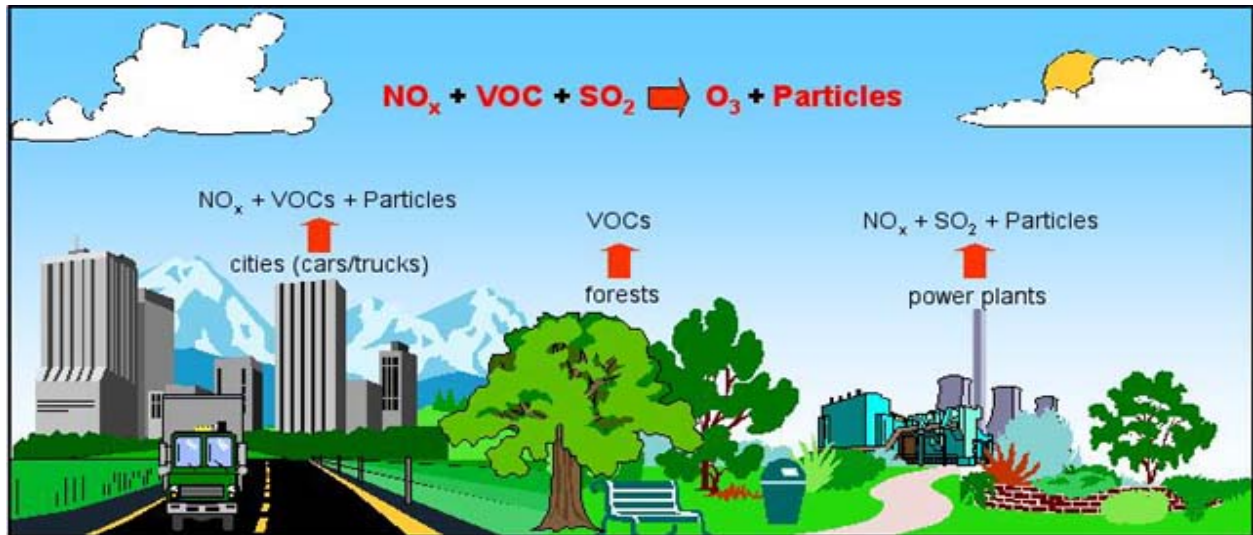 NOx + VOC + SO2 ➡ O3 + Particles
NOx + VOCs + Particles
cities (cars/trucks)
VOCs
forests
NOx + SO2 + Particles
power plants